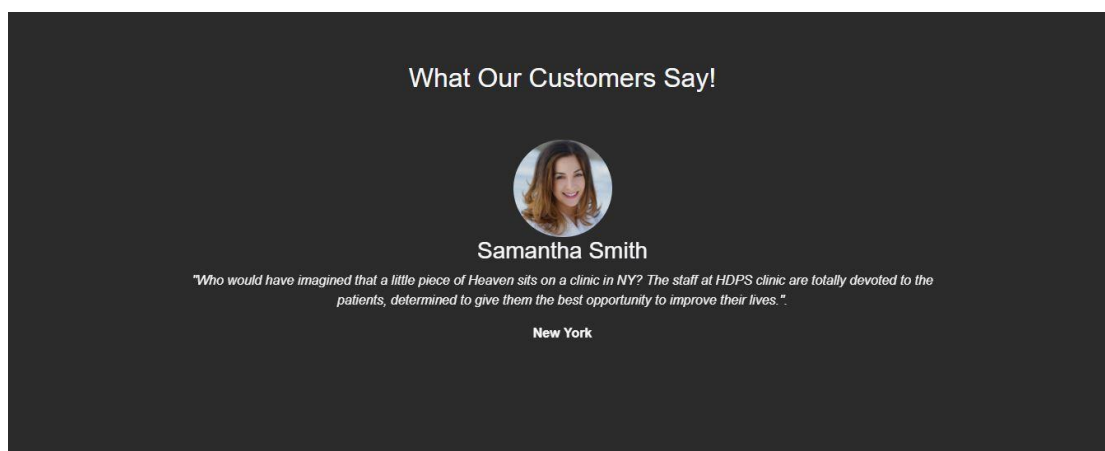 What Our Customers Say!
Samantha Smith
"Who would have imagined that a little piece of Heaven sits on a clinic in NY? The staff at HDPS clinic are totally devoted to the
patients, determined to give them the best opportunity to improve their lives.".
New York